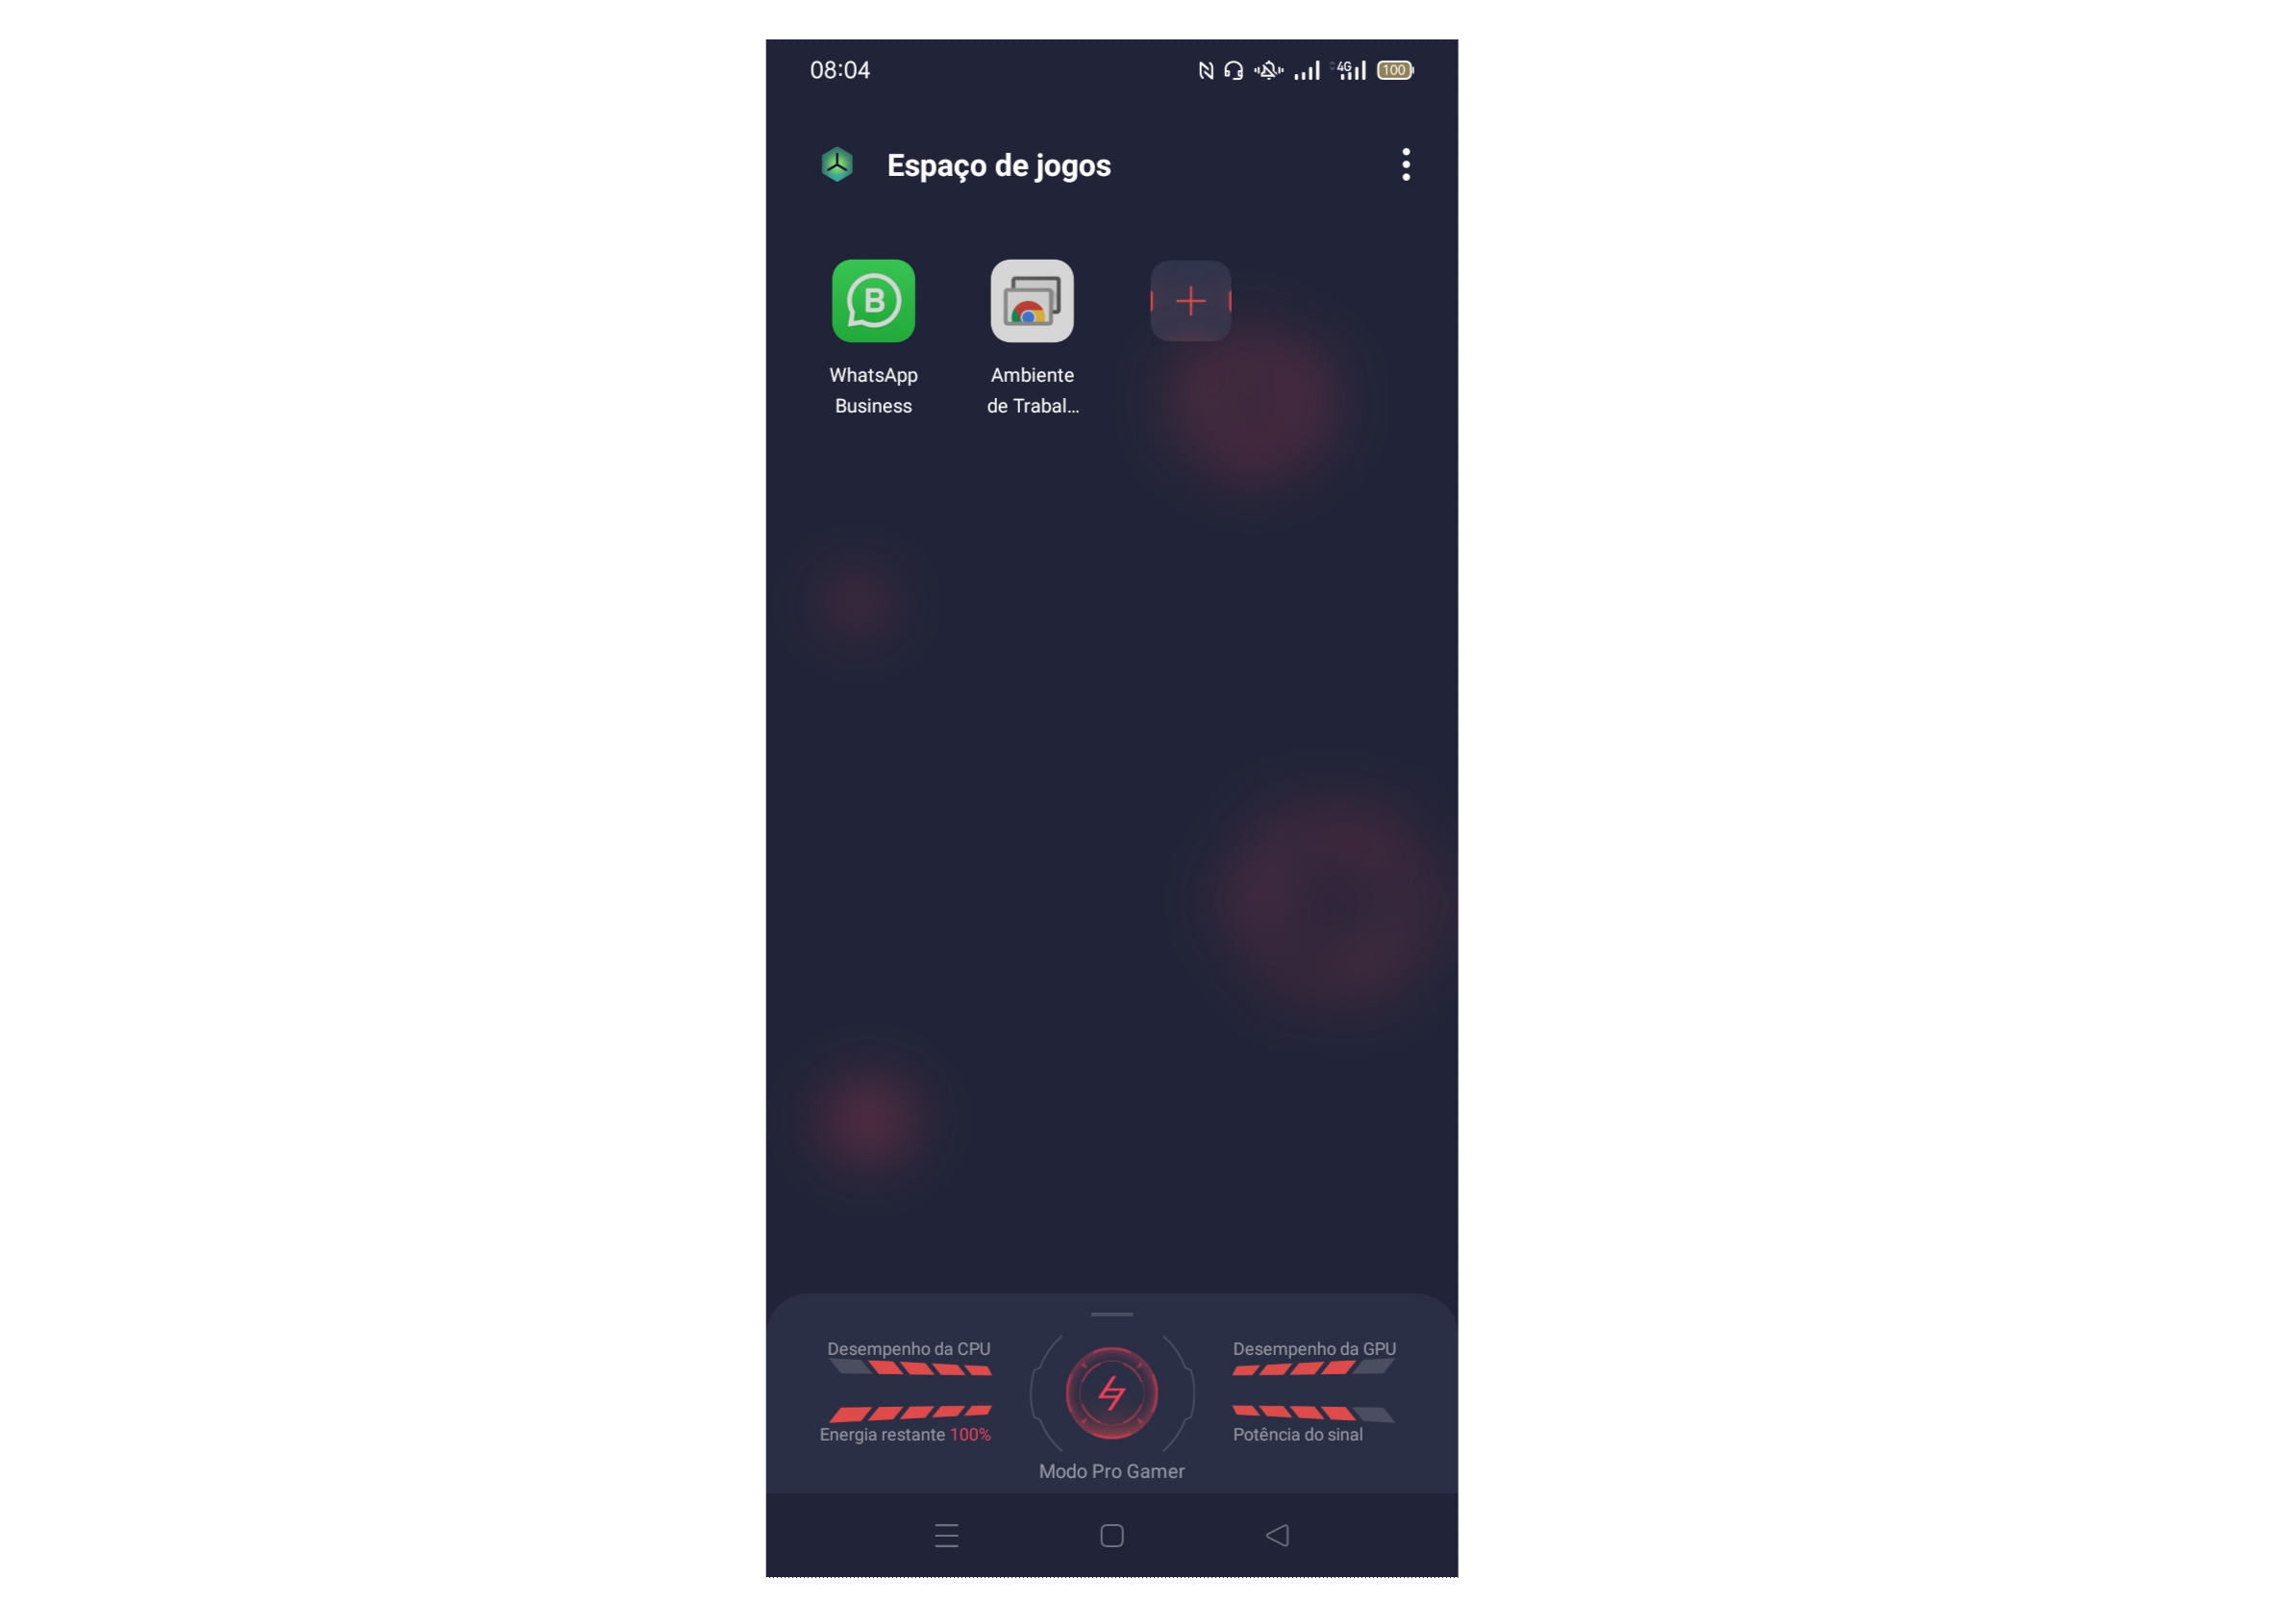 08:04
4G
100
Espaço de jogos
B
WhatsApp
Business
Ambiente
de Trabal...
Desempenho da CPU
Desempenho da GPU
Energia restante 100%
Potência do sinal
Modo Pro Gamer